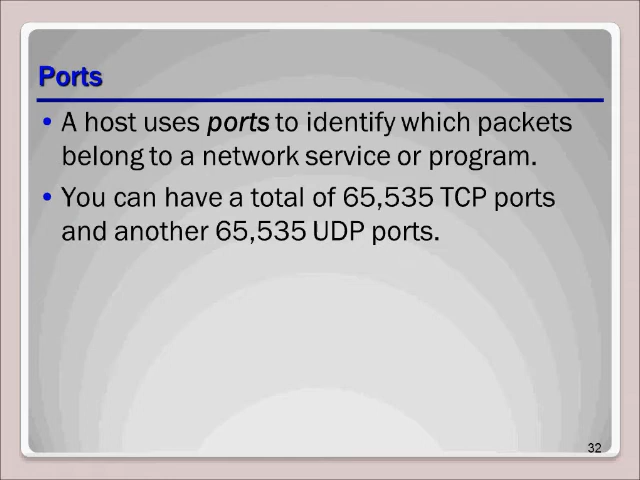 Ports
• A host uses ports to identify which packets
belong to a network service or program.
• You can have a total of 65,535 TCP ports
and another 65,535 UDP ports.
32